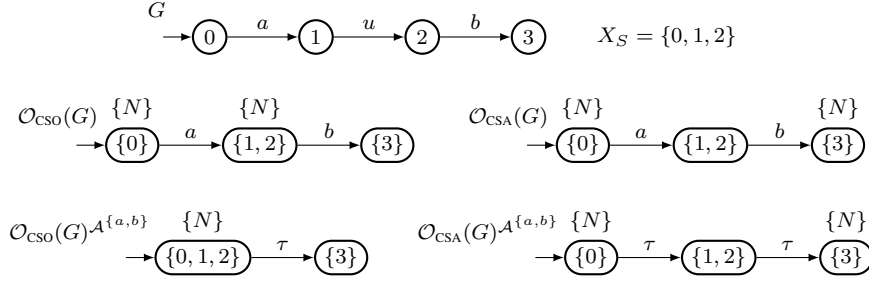 G
0 a 1 u 2 b 3 X_S = {0, 1, 2}
{N} {N} {N} {N}
𝒪_CSO(G) {0} a {1, 2} b {3} 𝒪_CSA(G) {0} a {1, 2} b {3}
{N} {N} {N}
𝒪_CSO(G)^𝒜^{a,b} {0, 1, 2} τ {3} 𝒪_CSA(G)^𝒜^{a,b} {0} τ {1, 2} τ {3}